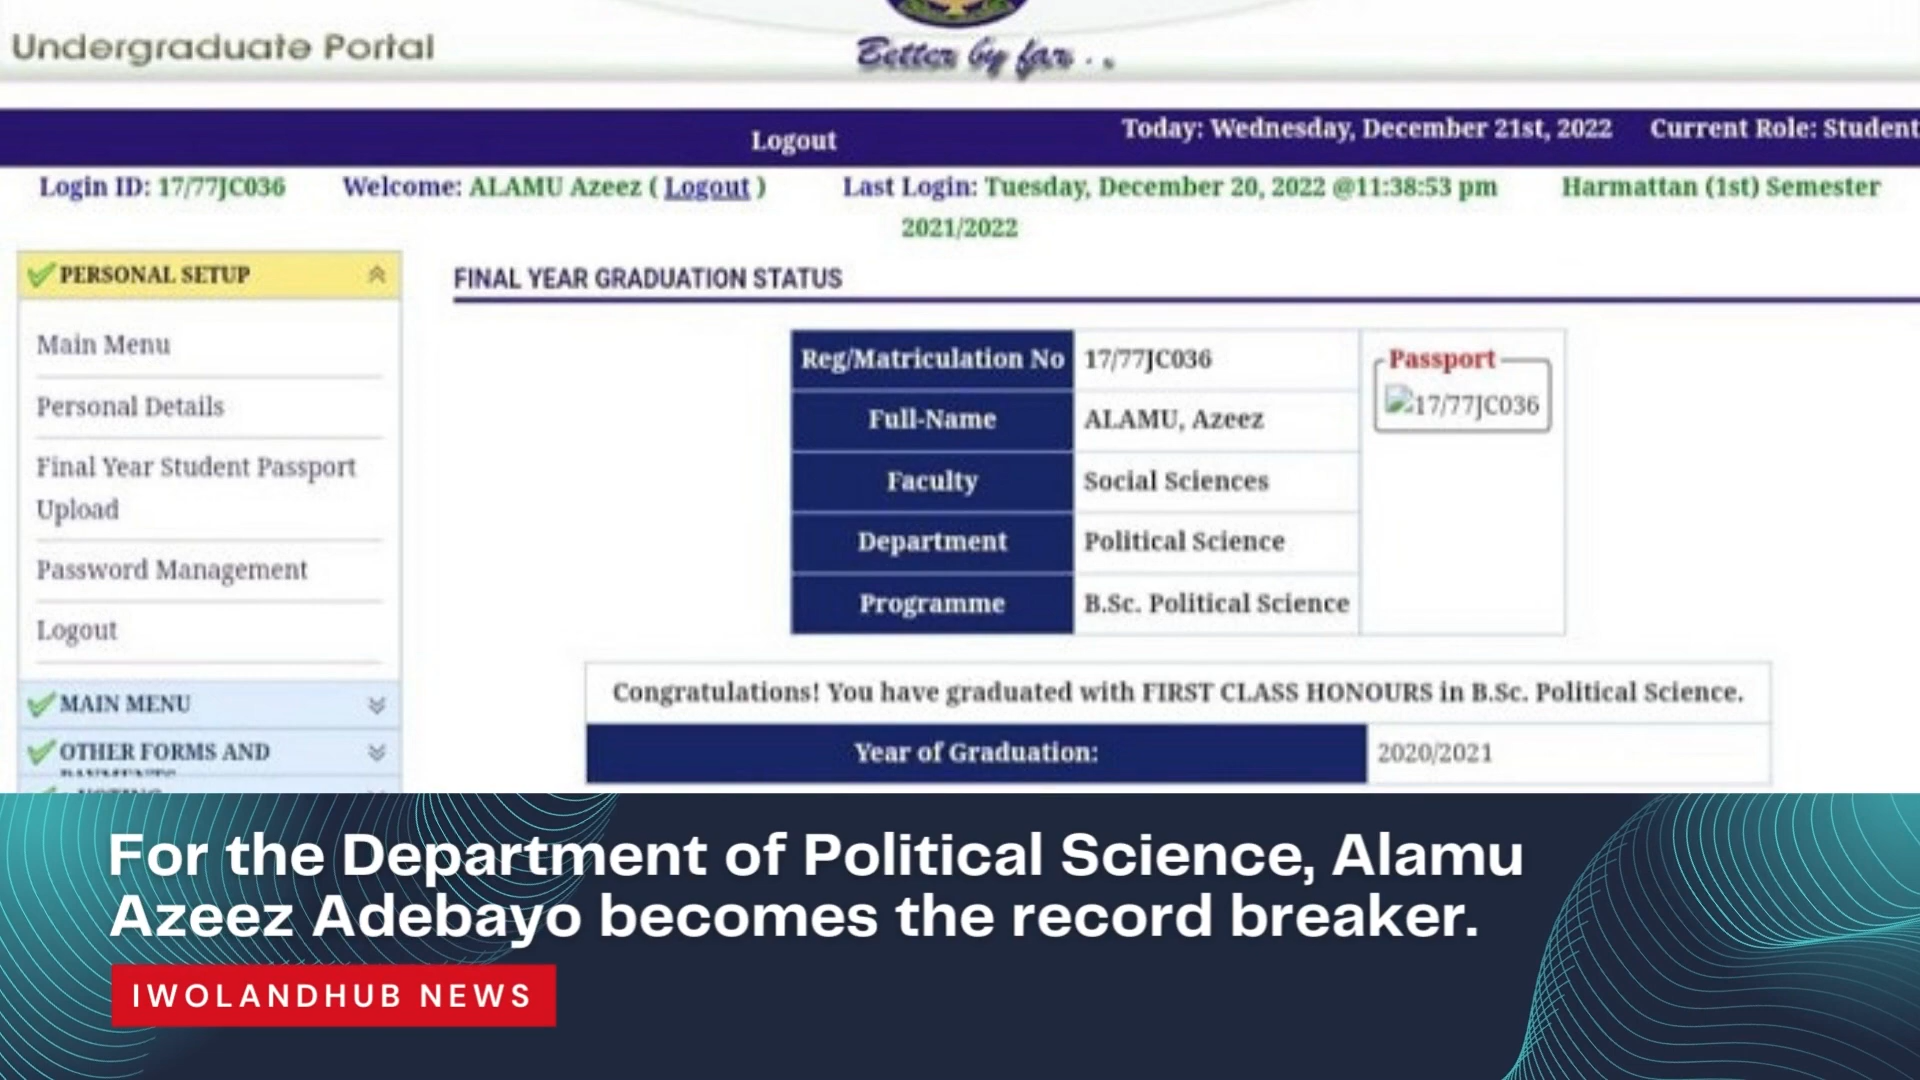 Undergraduate Portal
Better by far . .
Logout
Today: Wednesday, December 21st, 2022
Current Role: Student
Login ID: 17/77JC036
Welcome: ALAMU Azeez ( Logout )
Last Login: Tuesday, December 20, 2022 @11:38:53 pm
Harmattan (1st) Semester
2021/2022
PERSONAL SETUP
Main Menu
Personal Details
Final Year Student Passport
Upload
Password Management
Logout
MAIN MENU
OTHER FORMS AND
PAYMENTS
VOTING
FINAL YEAR GRADUATION STATUS
Reg/Matriculation No 17/77JC036
Full-Name ALAMU, Azeez
Faculty Social Sciences
Department Political Science
Programme B.Sc. Political Science
Passport
17/77JC036
Congratulations! You have graduated with FIRST CLASS HONOURS in B.Sc. Political Science.
Year of Graduation: 2020/2021
For the Department of Political Science, Alamu
Azeez Adebayo becomes the record breaker.
IWOLANDHUB NEWS